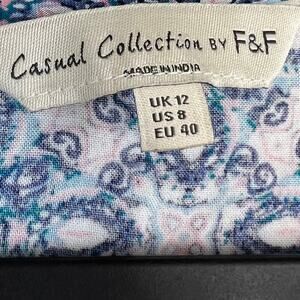 Casual Collection BY F&F
MADE IN INDIA
UK 12
US 8
EU 40